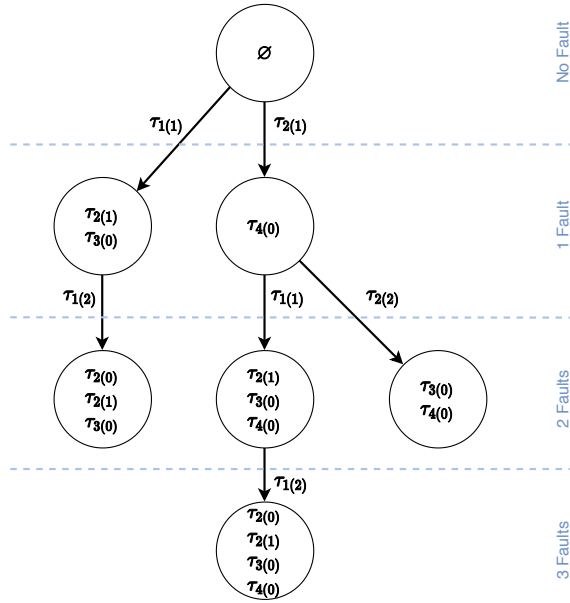 ∅
No Fault
τ1(1)
τ2(1)
τ2(1)
τ3(0)
τ4(0)
1 Fault
τ1(2)
τ1(1)
τ2(2)
τ2(0)
τ2(1)
τ3(0)
τ2(1)
τ3(0)
τ4(0)
τ3(0)
τ4(0)
2 Faults
τ1(2)
τ2(0)
τ2(1)
τ3(0)
τ4(0)
3 Faults